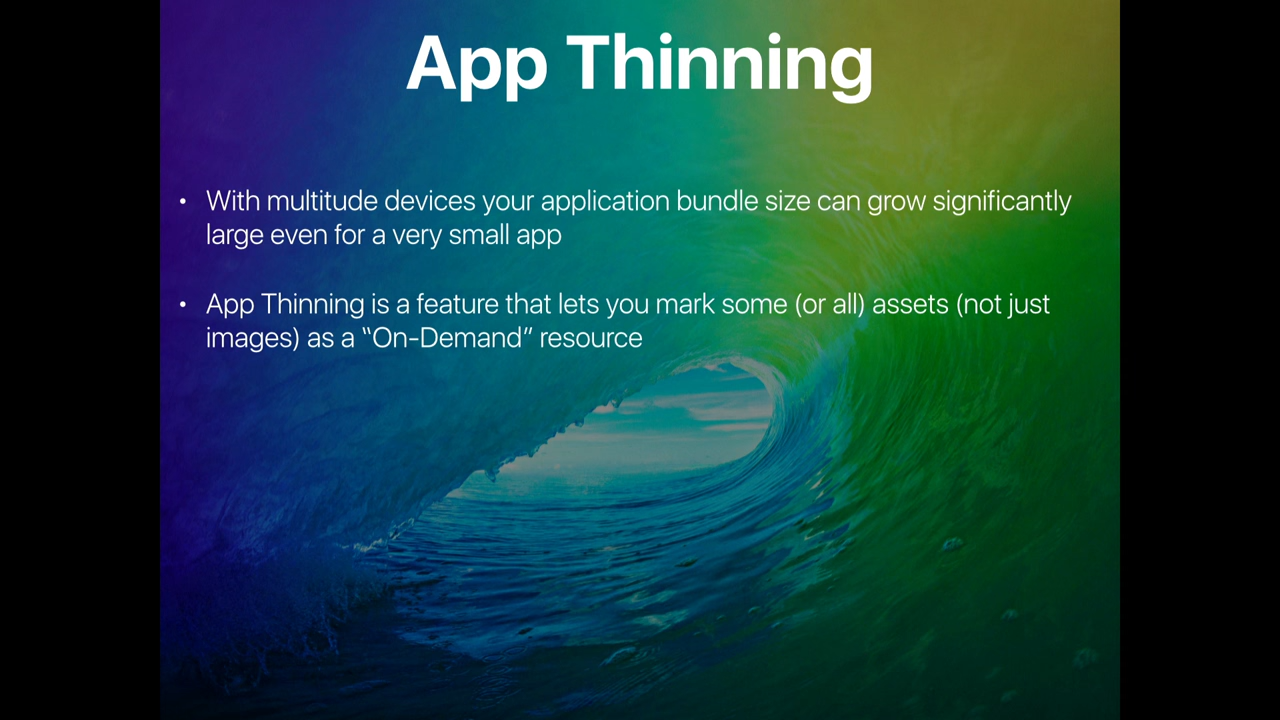 App Thinning
• With multitude devices your application bundle size can grow significantly
large even for a very small app
• App Thinning is a feature that lets you mark some (or all) assets (not just
images) as a “On-Demand” resource